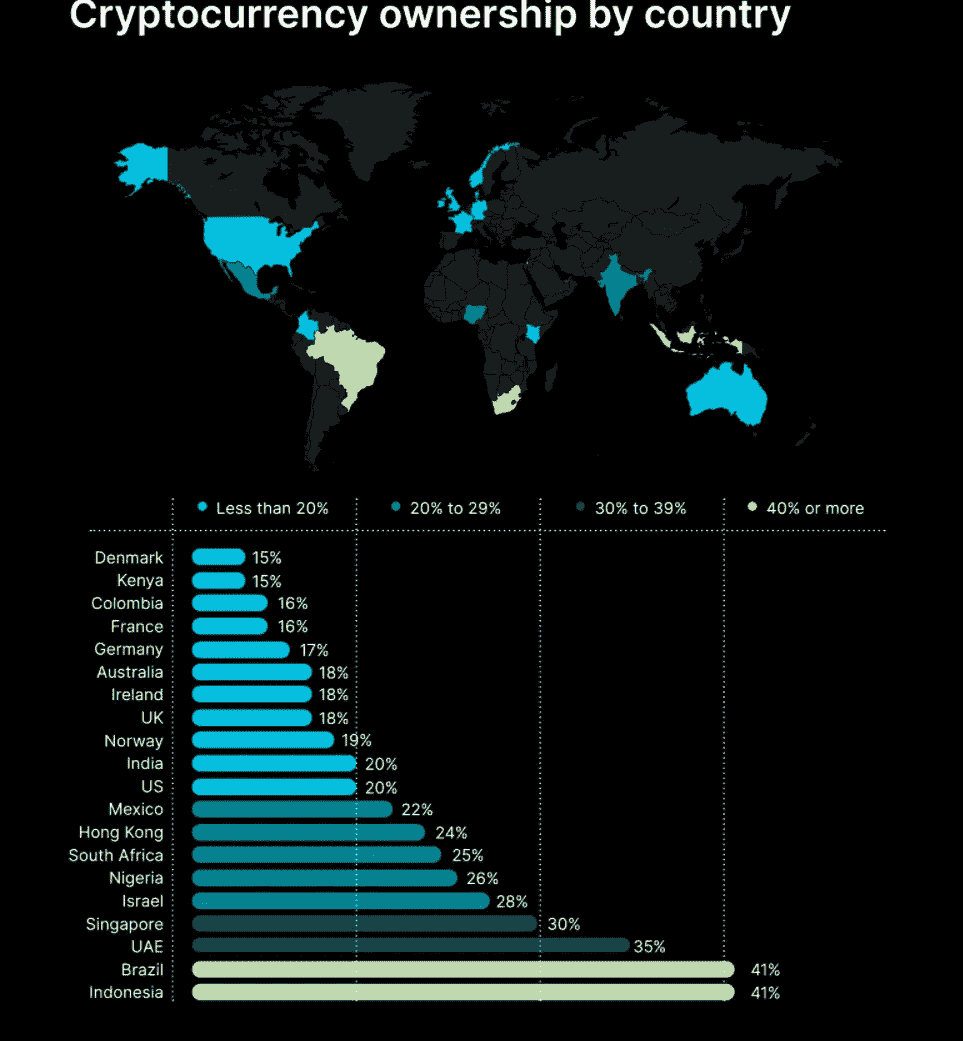 Cryptocurrency ownership by country
Less than 20% 20% to 29% 30% to 39% 40% or more
Denmark 15%
Kenya 15%
Colombia 16%
France 16%
Germany 17%
Australia 18%
Ireland 18%
UK 18%
Norway 19%
India 20%
US 20%
Mexico 22%
Hong Kong 24%
South Africa 25%
Nigeria 26%
Israel 28%
Singapore 30%
UAE 35%
Brazil 41%
Indonesia 41%